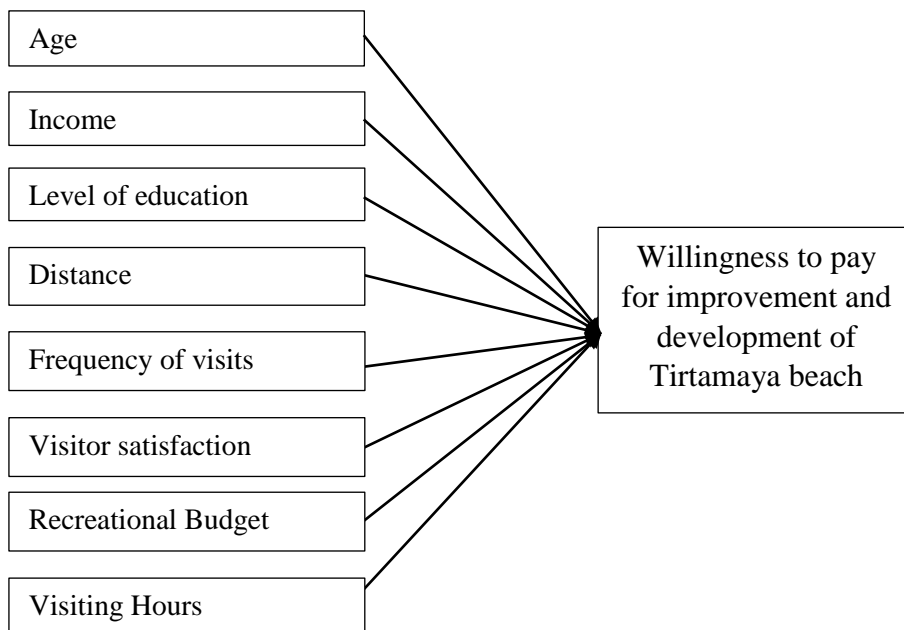 Age
Income
Level of education
Distance
Frequency of visits
Visitor satisfaction
Recreational Budget
Visiting Hours
Willingness to pay
for improvement and
development of
Tirtamaya beach